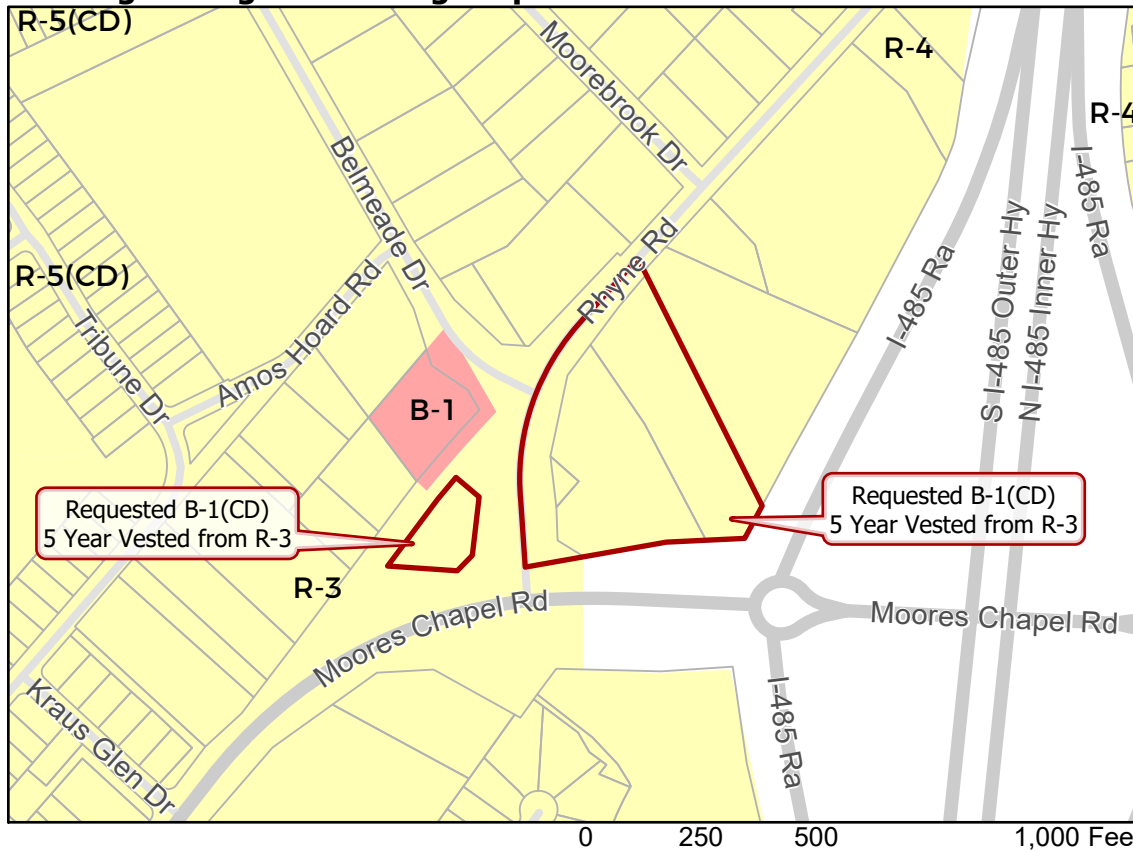 R-5(CD)
R-4
Moorebrook Dr
R-4
Belmeade Dr
I-485 Ra
Rhyne Rd
S I-485 Outer Hy
N I-485 Inner Hy
I-485 Ra
R-5(CD)
Amos Hoard Rd
Tribune Dr
B-1
Requested B-1(CD)
5 Year Vested from R-3
Requested B-1(CD)
5 Year Vested from R-3
R-3
Moores Chapel Rd
Moores Chapel Rd
Kraus Glen Dr
I-485 Ra
0 250 500 1,000 Fee